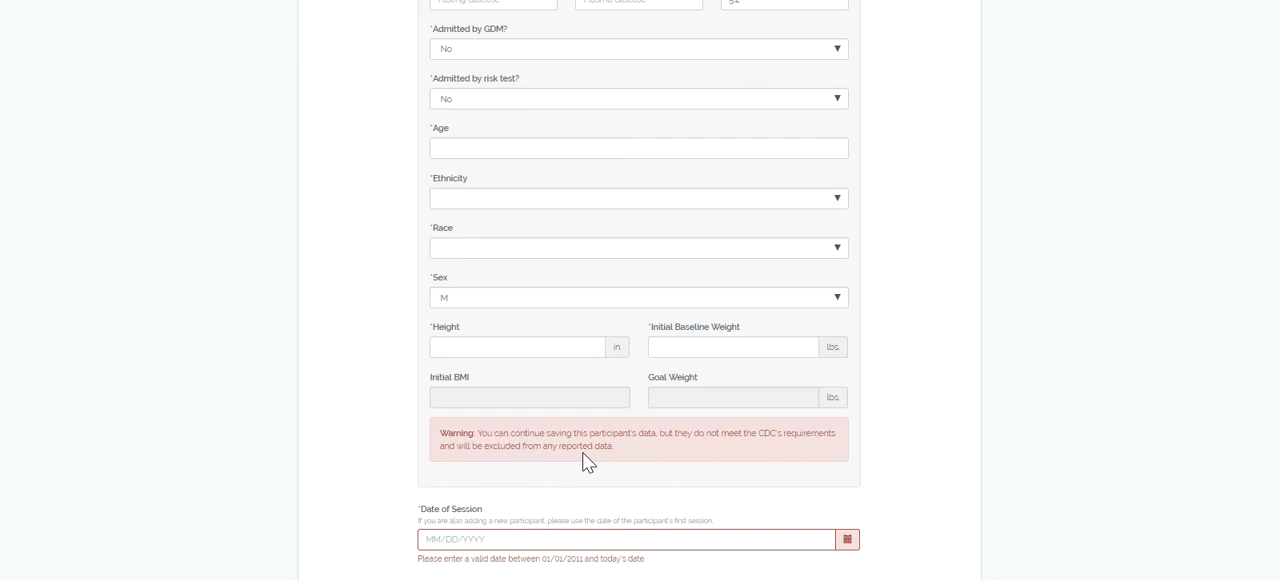 Fasting Glucose Plasma Glucose
*Admitted by GDM?
No
*Admitted by risk test?
No
*Age
*Ethnicity
*Race
*Sex
M
*Height *Initial Baseline Weight
in. lbs.
Initial BMI Goal Weight
lbs.
Warning: You can continue saving this participant's data, but they do not meet the CDC's requirements
and will be excluded from any reported data.
*Date of Session
If you are also adding a new participant, please use the date of the participant's first session.
MM/DD/YYYY
Please enter a valid date between 01/01/2011 and today's date.